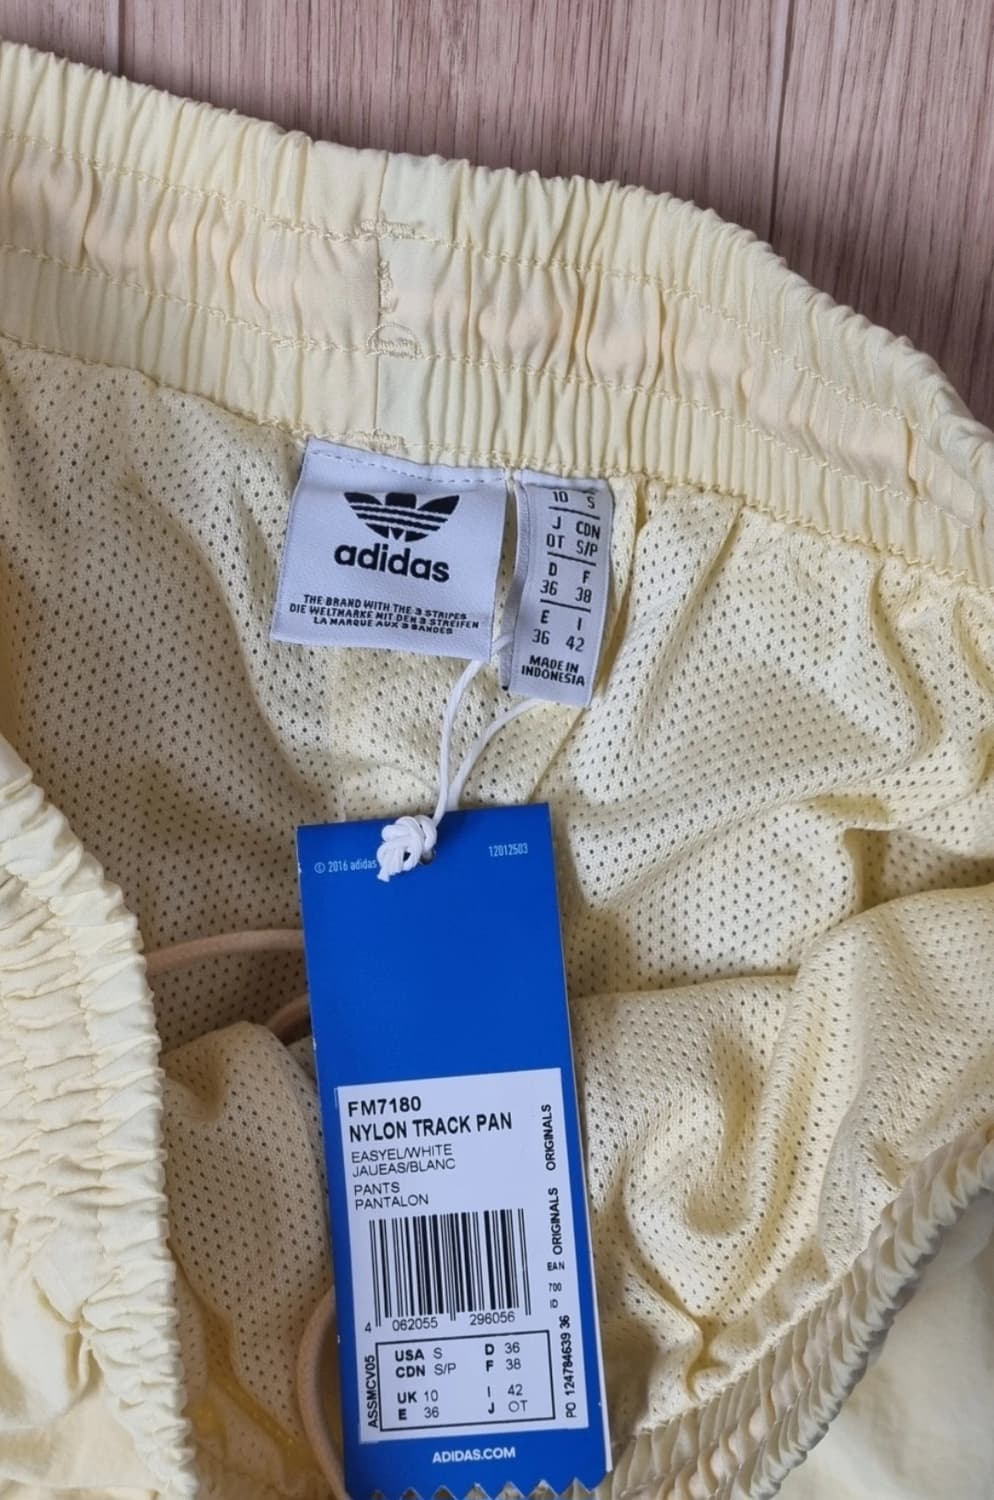 adidas
THE BRAND WITH THE 3 STRIPES
DIE WELTMARKE MIT DEN 3 STREIFEN
LA MARQUE AUX 3 BANDES
10 S
J CDN
OT S/P
D F
36 38
E I
36 42
MADE IN
INDONESIA
© 2016 adidas
12012503
FM7180
NYLON TRACK PAN
EASYEL/WHITE
JAUEAS/BLANC
PANTS
PANTALON
ORIGINALS
ORIGINALS
EAN
700
ID
PO 124784639 36
4 062055 296056
ASSMCV05
USA S D 36
CDN S/P F 38
UK 10 I 42
E 36 J OT
ADIDAS.COM